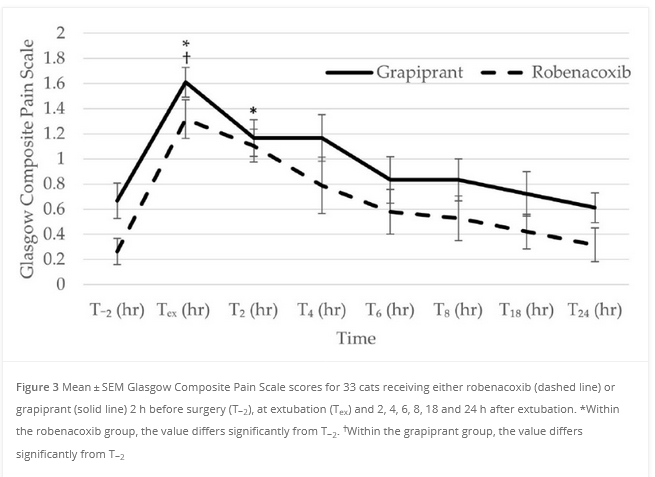 2
1.8
1.6
1.4
1.2
1
0.8
0.6
0.4
0.2
0
Glasgow Composite Pain Scale
*
†
*
Grapiprant Robenacoxib
T₋₂ (hr) Tₑₓ (hr) T₂ (hr) T₄ (hr) T₆ (hr) T₈ (hr) T₁₈ (hr) T₂₄ (hr)
Time
Figure 3 Mean ± SEM Glasgow Composite Pain Scale scores for 33 cats receiving either robenacoxib (dashed line) or
grapiprant (solid line) 2 h before surgery (T₋₂), at extubation (Tₑₓ) and 2, 4, 6, 8, 18 and 24 h after extubation. *Within
the robenacoxib group, the value differs significantly from T₋₂. †Within the grapiprant group, the value differs
significantly from T₋₂